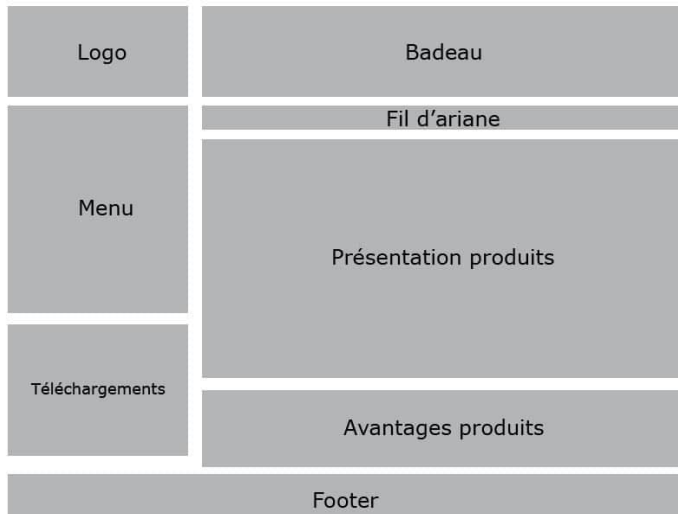 Logo
Badeau
Fil d’ariane
Menu
Présentation produits
Téléchargements
Avantages produits
Footer